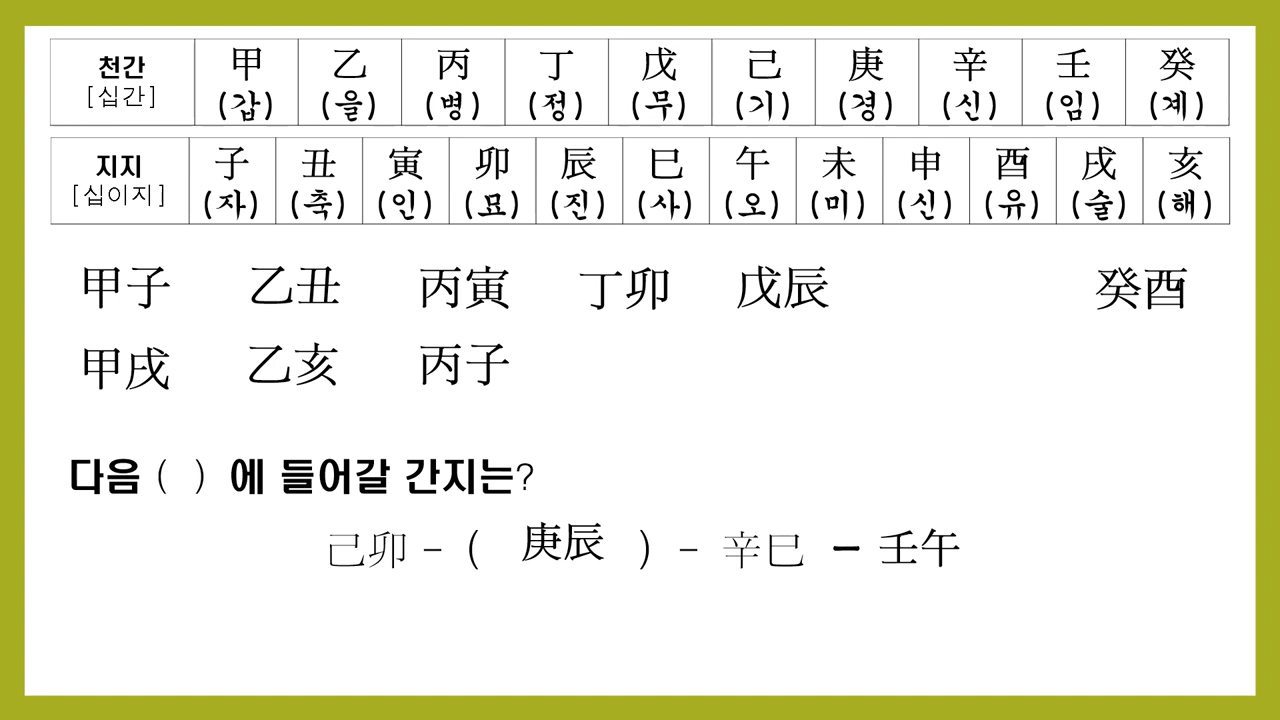 천간 甲 乙 丙 丁 戊 己 庚 辛 壬 癸
[십간] (갑) (을) (병) (정) (무) (기) (경) (신) (임) (계)
지지 子 丑 寅 卯 辰 巳 午 未 申 酉 戌 亥
[십이지] (자) (축) (인) (묘) (진) (사) (오) (미) (신) (유) (술) (해)
甲子 乙丑 丙寅 丁卯 戊辰 癸酉
甲戌 乙亥 丙子
다음 ( ) 에 들어갈 간지는?
己卯 - ( 庚辰 ) - 辛巳 - 壬午